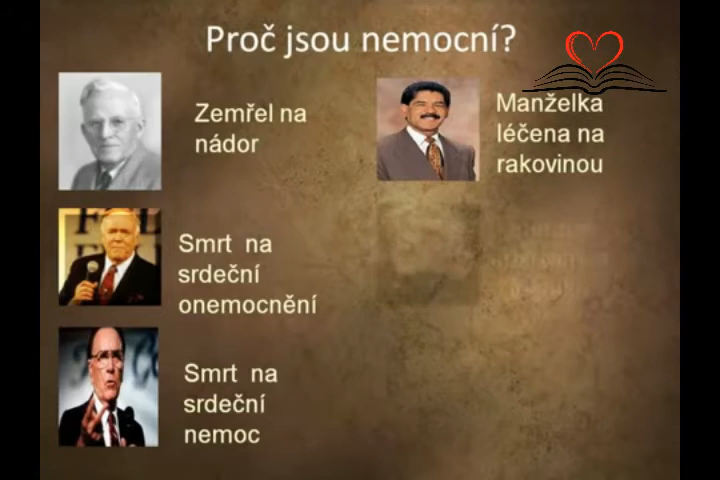 Proč jsou nemocní?
Zemřel na
nádor
Smrt na
srdeční
onemocnění
Smrt na
srdeční
nemoc
Manželka
léčena na
rakovinou